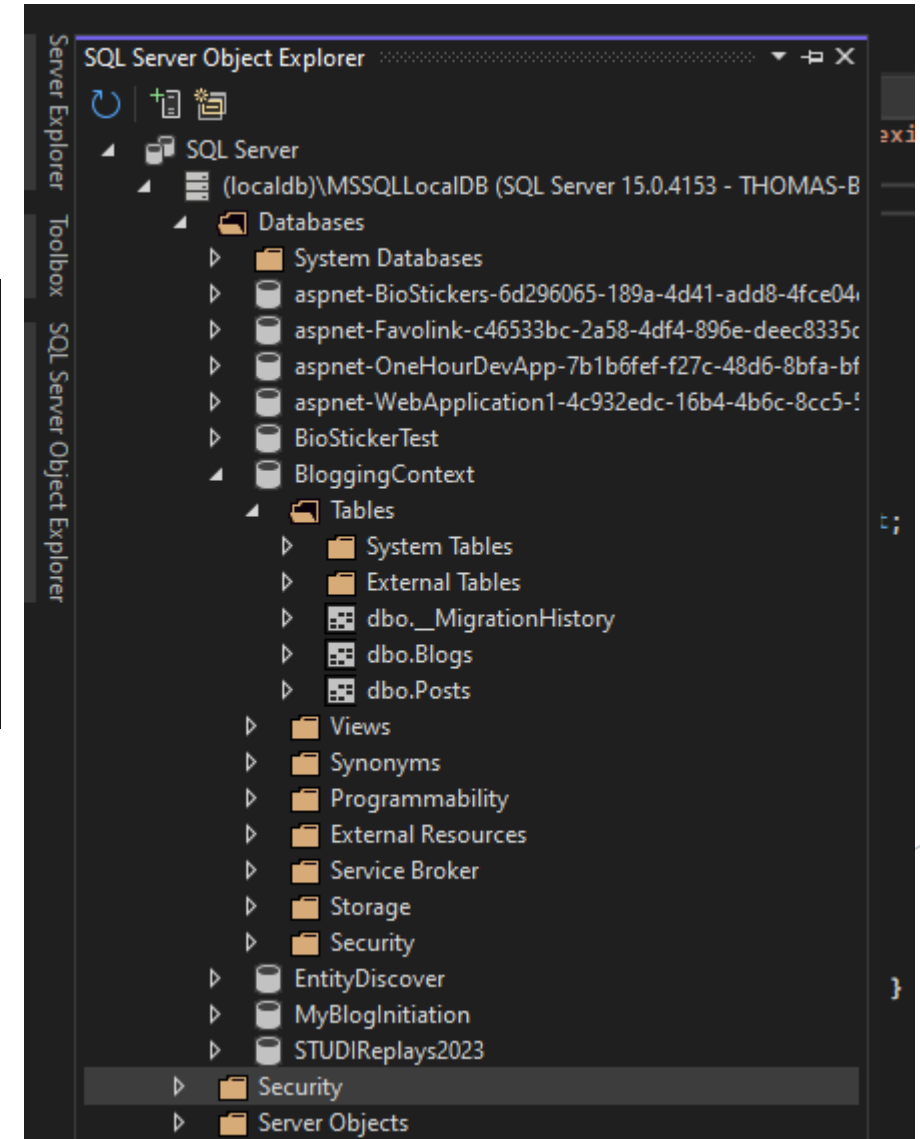 Server Explorer
Toolbox
SQL Server Object Explorer
SQL Server Object Explorer
SQL Server
(localdb)\MSSQLLocalDB (SQL Server 15.0.4153 - THOMAS-B
Databases
System Databases
aspnet-BioStickers-6d296065-189a-4d41-add8-4fce04
aspnet-Favolink-c46533bc-2a58-4df4-896e-deec8335c
aspnet-OneHourDevApp-7b1b6fef-f27c-48d6-8bfa-bf
aspnet-WebApplication1-4c932edc-16b4-4b6c-8cc5-5
BioStickerTest
BloggingContext
Tables
System Tables
External Tables
dbo.__MigrationHistory
dbo.Blogs
dbo.Posts
Views
Synonyms
Programmability
External Resources
Service Broker
Storage
Security
EntityDiscover
MyBlogInitiation
STUDIReplays2023
Security
Server Objects
exi
t;
}